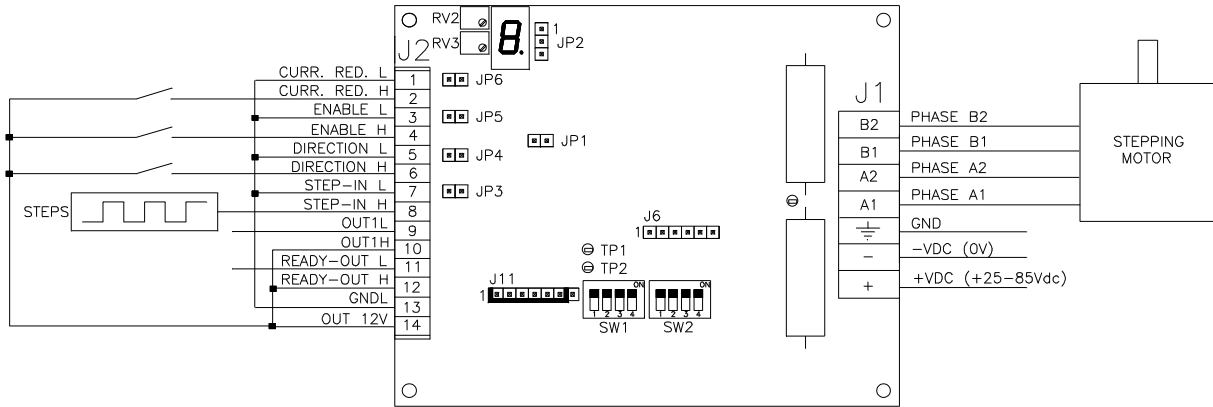 RV2
RV3
8.
1
JP2
J2
CURR. RED. L
1
CURR. RED. H
2
ENABLE L
3
ENABLE H
4
DIRECTION L
5
DIRECTION H
6
STEP-IN L
7
STEP-IN H
8
OUT1L
9
OUT1H
10
READY-OUT L
11
READY-OUT H
12
GNDL
13
OUT 12V
14
STEPS
JP6
JP5
JP4
JP3
JP1
J6
1
TP1
TP2
J11
1
ON
1 2 3 4
SW1
ON
1 2 3 4
SW2
J1
B2
PHASE B2
B1
PHASE B1
A2
PHASE A2
A1
PHASE A1
GND
-
-VDC (0V)
+
+VDC (+25-85Vdc)
STEPPING
MOTOR